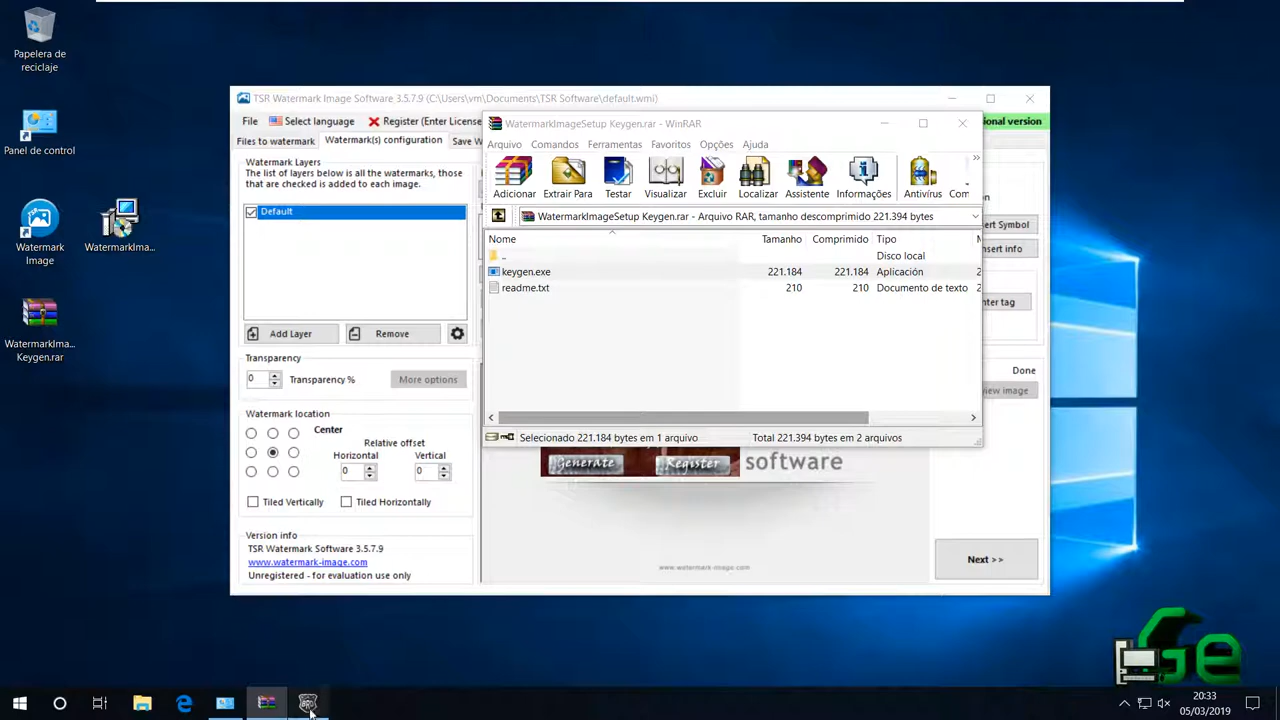 Papelera de
reciclaje
Panel de control
Watermark
Image
WatermarkIma...
WatermarkIma...
Keygen.rar
TSR Watermark Image Software 3.5.7.9 (C:\Users\vm\Documents\TSR Software\default.wmi)
File
Select language
Register (Enter License
ional version
Files to watermark
Watermark(s) configuration
Save W
Watermark Layers
The list of layers below is all the watermarks, those
that are checked is added to each image.
Default
Add Layer
Remove
Transparency
0
Transparency %
More options
Watermark location
Center
Relative offset
Horizontal
Vertical
0
0
Tiled Vertically
Tiled Horizontally
Version info
TSR Watermark Software 3.5.7.9
www.watermark-image.com
Unregistered - for evaluation use only
WatermarkImageSetup Keygen.rar - WinRAR
Arquivo Comandos Ferramentas Favoritos Opções Ajuda
Adicionar Extrair Para Testar Visualizar Excluir Localizar Assistente Informações Antivírus Com
WatermarkImageSetup Keygen.rar - Arquivo RAR, tamanho descomprimido 221.394 bytes
Nome Tamanho Comprimido Tipo
.. Disco local
keygen.exe 221.184 221.184 Aplicación 2
readme.txt 210 210 Documento de texto 2
Selecionado 221.184 bytes em 1 arquivo
Total 221.394 bytes em 2 arquivos
on
ert Symbol
nsert info
nter tag
Done
view image
Generate
Register
software
www.watermark-image.com
Next >>
Ge
20:33
05/03/2019